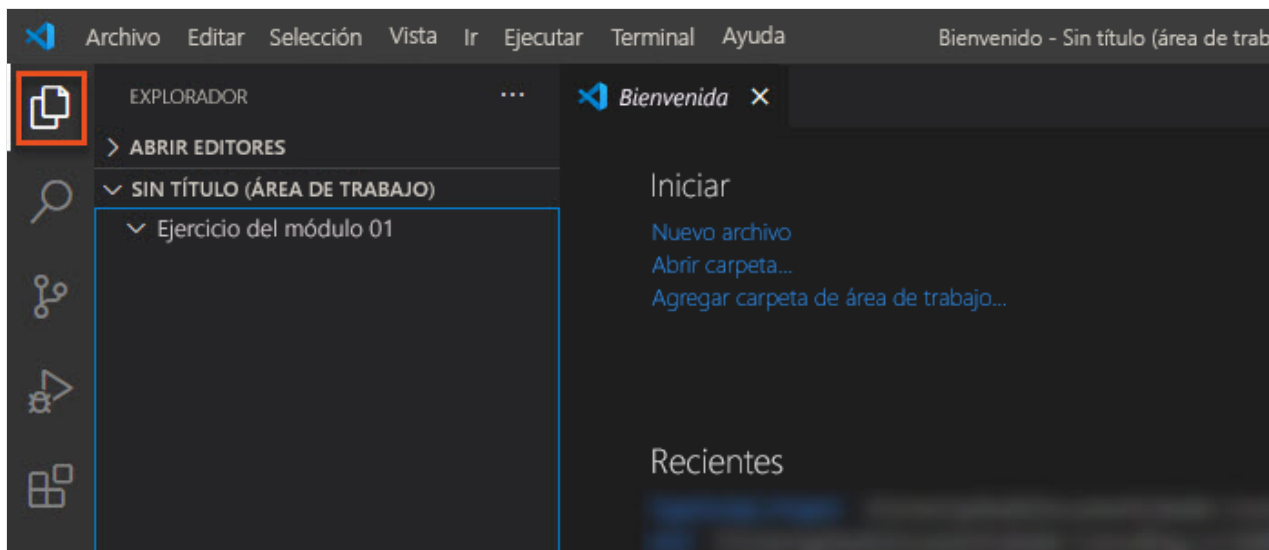 Archivo Editar Selección Vista Ir Ejecutar Terminal Ayuda Bienvenido - Sin título (área de trab
EXPLORADOR ··· Bienvenida ×
> ABRIR EDITORES
SIN TÍTULO (ÁREA DE TRABAJO)
Ejercicio del módulo 01
Iniciar
Nuevo archivo
Abrir carpeta...
Agregar carpeta de área de trabajo...
Recientes